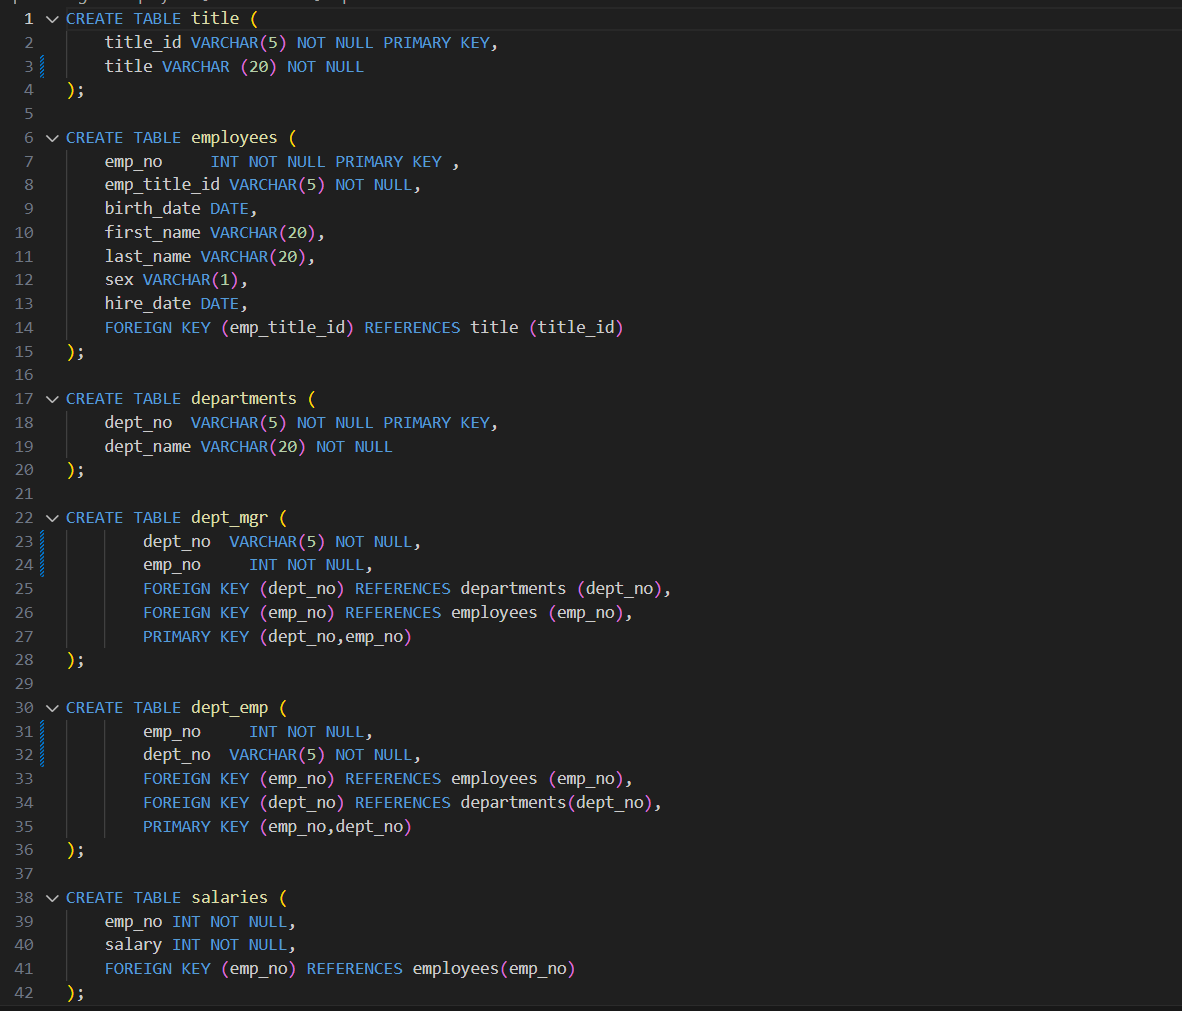 1 CREATE TABLE title (
2 title_id VARCHAR(5) NOT NULL PRIMARY KEY,
3 title VARCHAR (20) NOT NULL
4 );
5
6 CREATE TABLE employees (
7 emp_no     INT NOT NULL PRIMARY KEY ,
8 emp_title_id VARCHAR(5) NOT NULL,
9 birth_date DATE,
10 first_name VARCHAR(20),
11 last_name VARCHAR(20),
12 sex VARCHAR(1),
13 hire_date DATE,
14 FOREIGN KEY (emp_title_id) REFERENCES title (title_id)
15 );
16
17 CREATE TABLE departments (
18 dept_no  VARCHAR(5) NOT NULL PRIMARY KEY,
19 dept_name VARCHAR(20) NOT NULL
20 );
21
22 CREATE TABLE dept_mgr (
23 dept_no  VARCHAR(5) NOT NULL,
24 emp_no     INT NOT NULL,
25 FOREIGN KEY (dept_no) REFERENCES departments (dept_no),
26 FOREIGN KEY (emp_no) REFERENCES employees (emp_no),
27 PRIMARY KEY (dept_no,emp_no)
28 );
29
30 CREATE TABLE dept_emp (
31 emp_no     INT NOT NULL,
32 dept_no  VARCHAR(5) NOT NULL,
33 FOREIGN KEY (emp_no) REFERENCES employees (emp_no),
34 FOREIGN KEY (dept_no) REFERENCES departments(dept_no),
35 PRIMARY KEY (emp_no,dept_no)
36 );
37
38 CREATE TABLE salaries (
39 emp_no INT NOT NULL,
40 salary INT NOT NULL,
41 FOREIGN KEY (emp_no) REFERENCES employees(emp_no)
42 );